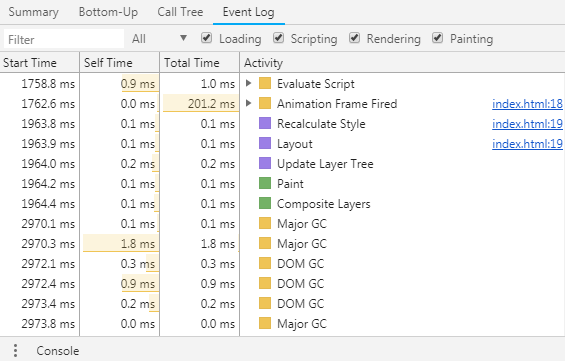 Summary Bottom-Up Call Tree Event Log
Filter All Loading Scripting Rendering Painting
Start Time Self Time Total Time Activity
1758.8 ms 0.9 ms 1.0 ms Evaluate Script
1762.6 ms 0.0 ms 201.2 ms Animation Frame Fired index.html:18
1963.8 ms 0.1 ms 0.1 ms Recalculate Style index.html:19
1963.9 ms 0.1 ms 0.1 ms Layout index.html:19
1964.0 ms 0.2 ms 0.2 ms Update Layer Tree
1964.2 ms 0.1 ms 0.1 ms Paint
1964.4 ms 0.1 ms 0.1 ms Composite Layers
2970.1 ms 0.1 ms 0.1 ms Major GC
2970.3 ms 1.8 ms 1.8 ms Major GC
2972.1 ms 0.3 ms 0.3 ms DOM GC
2972.4 ms 0.9 ms 0.9 ms DOM GC
2973.4 ms 0.2 ms 0.2 ms DOM GC
2973.8 ms 0.0 ms 0.0 ms Major GC
Console